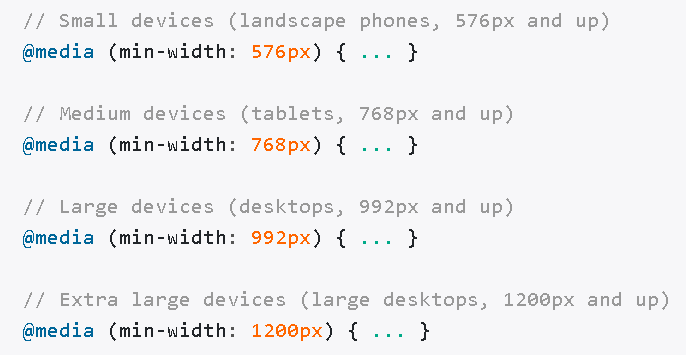 // Small devices (landscape phones, 576px and up)
@media (min-width: 576px) { ... }
// Medium devices (tablets, 768px and up)
@media (min-width: 768px) { ... }
// Large devices (desktops, 992px and up)
@media (min-width: 992px) { ... }
// Extra large devices (large desktops, 1200px and up)
@media (min-width: 1200px) { ... }